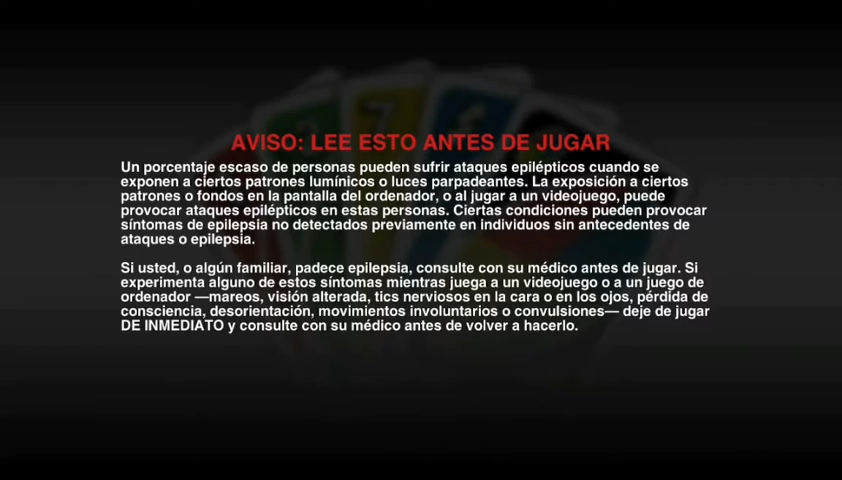 AVISO: LEE ESTO ANTES DE JUGAR
Un porcentaje escaso de personas pueden sufrir ataques epilépticos cuando se
exponen a ciertos patrones lumínicos o luces parpadeantes. La exposición a ciertos
patrones o fondos en la pantalla del ordenador, o al jugar a un videojuego, puede
provocar ataques epilépticos en estas personas. Ciertas condiciones pueden provocar
síntomas de epilepsia no detectados previamente en individuos sin antecedentes de
ataques o epilepsia.
Si usted, o algún familiar, padece epilepsia, consulte con su médico antes de jugar. Si
experimenta alguno de estos síntomas mientras juega a un videojuego o a un juego de
ordenador —mareos, visión alterada, tics nerviosos en la cara o en los ojos, pérdida de
consciencia, desorientación, movimientos involuntarios o convulsiones— deje de jugar
DE INMEDIATO y consulte con su médico antes de volver a hacerlo.